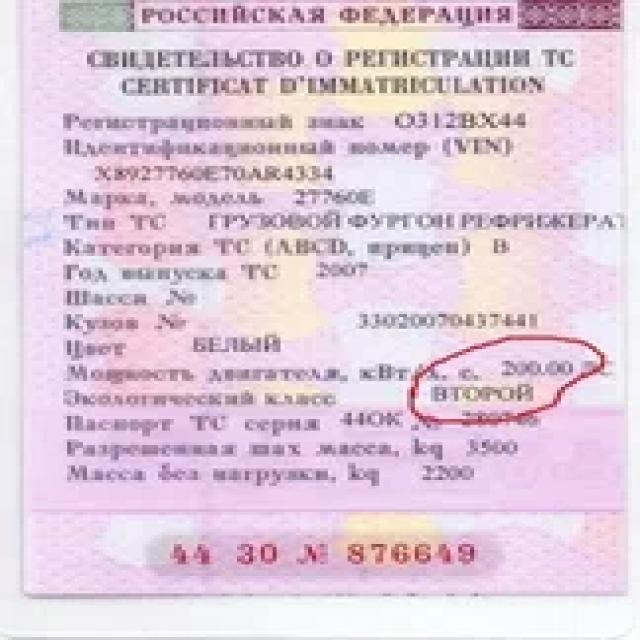 РОССИЙСКАЯ ФЕДЕРАЦИЯ
СВИДЕТЕЛЬСТВО О РЕГИСТРАЦИИ ТС
CERTIFICAT D'IMMATRICULATION
Регистрационный знак О312ВХ44
Идентификационный номер (VIN)
X8927760E70AR4334
Марка, модель 27760E
Тип ТС ГРУЗОВОЙ ФУРГОН РЕФРИЖЕРАТ
Категория ТС (ABCD, прицеп) B
Год выпуска ТС 2007
Шасси №
Кузов № 33020070437441
Цвет БЕЛЫЙ
Мощность двигателя, кВт/л. с. 200.00
Экологический класс ВТОРОЙ
Паспорт ТС серия 44ОК № 280746
Разрешенная max масса, kg 3500
Масса без нагрузки, kg 2200
44 30 № 876649